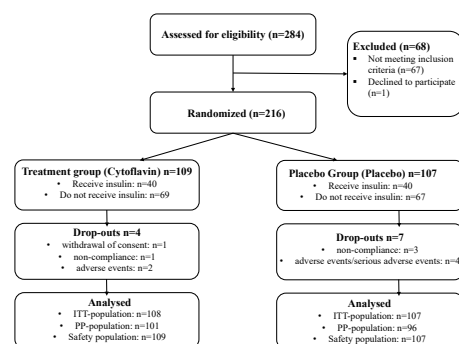 Assessed for eligibility (n=284)
Excluded (n=68)
▪ Not meeting inclusion
criteria (n=67)
▪ Declined to participate
(n=1)
Randomized (n=216)
Treatment group (Cytoflavin) n=109
• Receive insulin: n=40
• Do not receive insulin: n=69
Placebo Group (Placebo) n=107
• Receive insulin: n=40
• Do not receive insulin: n=67
Drop-outs n=4
• withdrawal of consent: n=1
• non-compliance: n=1
• adverse events: n=2
Drop-outs n=7
• non-compliance: n=3
• adverse events/serious adverse events: n=4
Analysed
• ITT-population: n=108
• PP-population: n=101
• Safety population: n=109
Analysed
• ITT-population: n=107
• PP-population: n=96
• Safety population: n=107